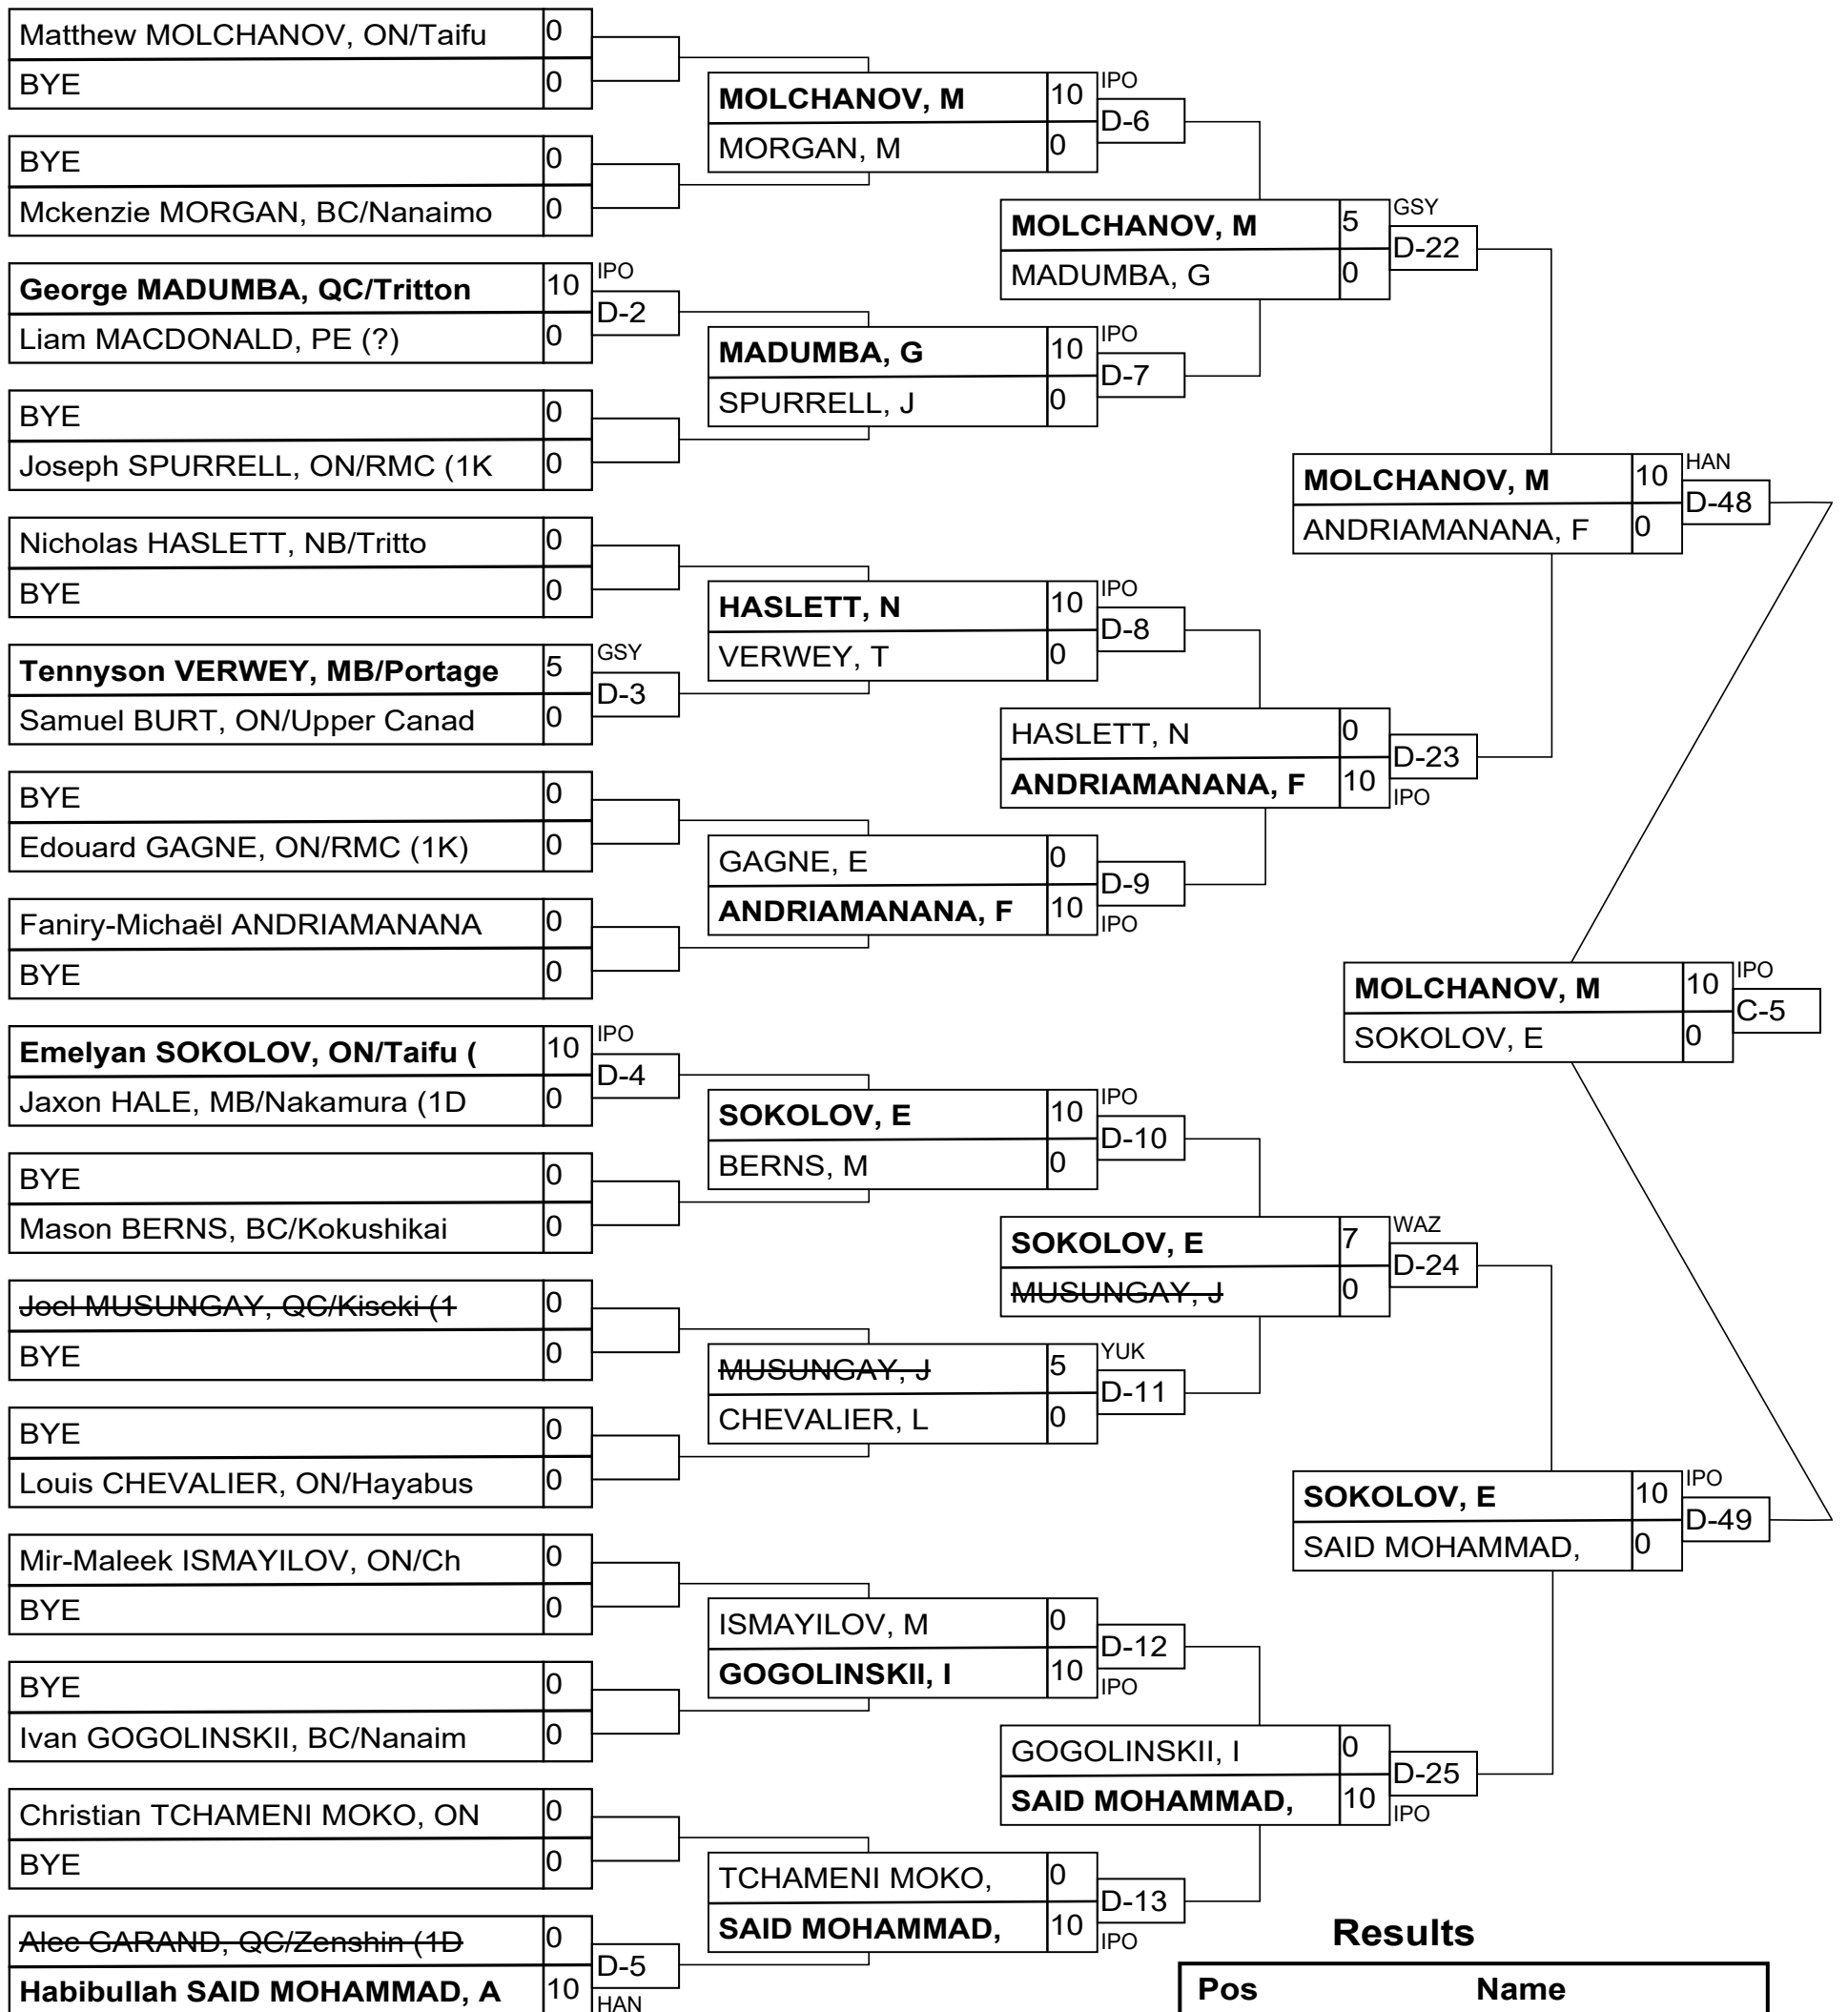 Matthew MOLCHANOV, ON/Taifu 0
BYE 0
BYE 0
Mckenzie MORGAN, BC/Nanaimo 0
George MADUMBA, QC/Tritton 10 IPO
D-2
Liam MACDONALD, PE (?) 0
BYE 0
Joseph SPURRELL, ON/RMC (1K 0
Nicholas HASLETT, NB/Tritto 0
BYE 0
Tennyson VERWEY, MB/Portage 5 GSY
D-3
Samuel BURT, ON/Upper Canad 0
BYE 0
Edouard GAGNE, ON/RMC (1K) 0
Faniry-Michaël ANDRIAMANANA 0
BYE 0
Emelyan SOKOLOV, ON/Taifu ( 10 IPO
D-4
Jaxon HALE, MB/Nakamura (1D 0
BYE 0
Mason BERNS, BC/Kokushikai 0
Joel MUSUNGAY, QC/Kiseki (1 0
BYE 0
BYE 0
Louis CHEVALIER, ON/Hayabus 0
Mir-Maleek ISMAYILOV, ON/Ch 0
BYE 0
BYE 0
Ivan GOGOLINSKII, BC/Nanaim 0
Christian TCHAMENI MOKO, ON 0
BYE 0
Alec GARAND, QC/Zenshin (1D 0
D-5
Habibullah SAID MOHAMMAD, A 10 HAN
MOLCHANOV, M 10 IPO
D-6
MORGAN, M 0
MADUMBA, G 10 IPO
D-7
SPURRELL, J 0
HASLETT, N 10 IPO
D-8
VERWEY, T 0
GAGNE, E 0
D-9
ANDRIAMANANA, F 10 IPO
SOKOLOV, E 10 IPO
D-10
BERNS, M 0
MUSUNGAY, J 5 YUK
D-11
CHEVALIER, L 0
ISMAYILOV, M 0
D-12
GOGOLINSKII, I 10 IPO
TCHAMENI MOKO, 0
D-13
SAID MOHAMMAD, 10 IPO
MOLCHANOV, M 5 GSY
D-22
MADUMBA, G 0
HASLETT, N 0
D-23
ANDRIAMANANA, F 10 IPO
SOKOLOV, E 7 WAZ
D-24
MUSUNGAY, J 0
GOGOLINSKII, I 0
D-25
SAID MOHAMMAD, 10 IPO
MOLCHANOV, M 10 HAN
D-48
ANDRIAMANANA, F 0
SOKOLOV, E 10 IPO
D-49
SAID MOHAMMAD, 0
MOLCHANOV, M 10 IPO
C-5
SOKOLOV, E 0
Results
Pos Name